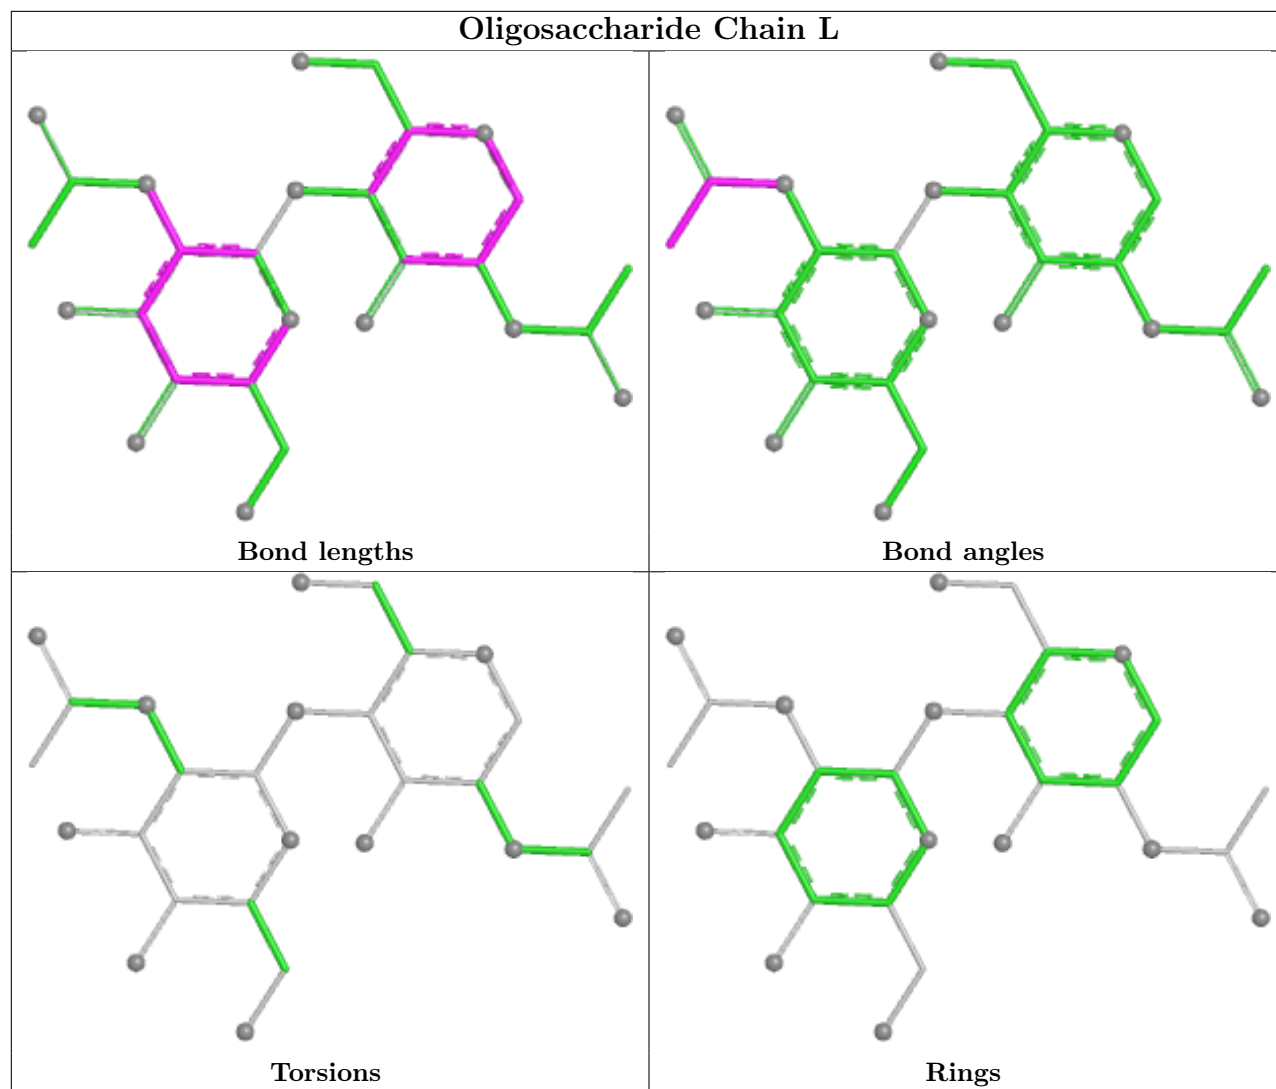 Oligosaccharide Chain L
Bond lengths
Bond angles
Torsions
Rings